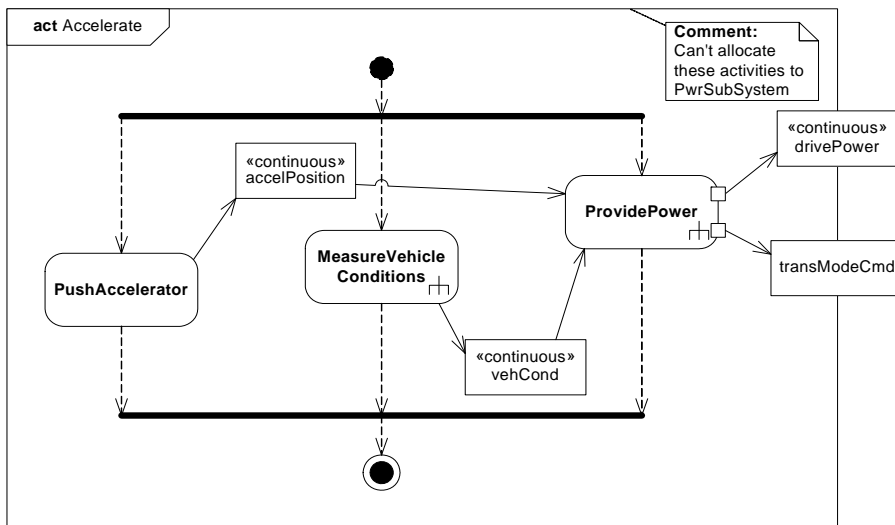 act Accelerate
Comment:
Can't allocate
these activities to
PwrSubSystem
«continuous»
drivePower
«continuous»
accelPosition
ProvidePower
MeasureVehicle
Conditions
PushAccelerator
transModeCmd
«continuous»
vehCond